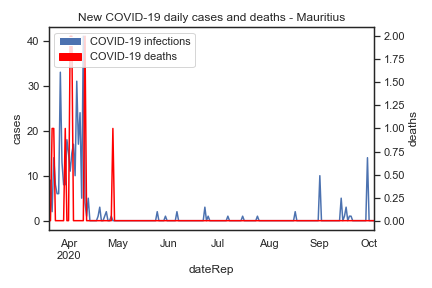 New COVID-19 daily cases and deaths - Mauritius
COVID-19 infections
COVID-19 deaths
cases
40
30
20
10
0
deaths
2.00
1.75
1.50
1.25
1.00
0.75
0.50
0.25
0.00
Apr May Jun Jul Aug Sep Oct
2020
dateRep